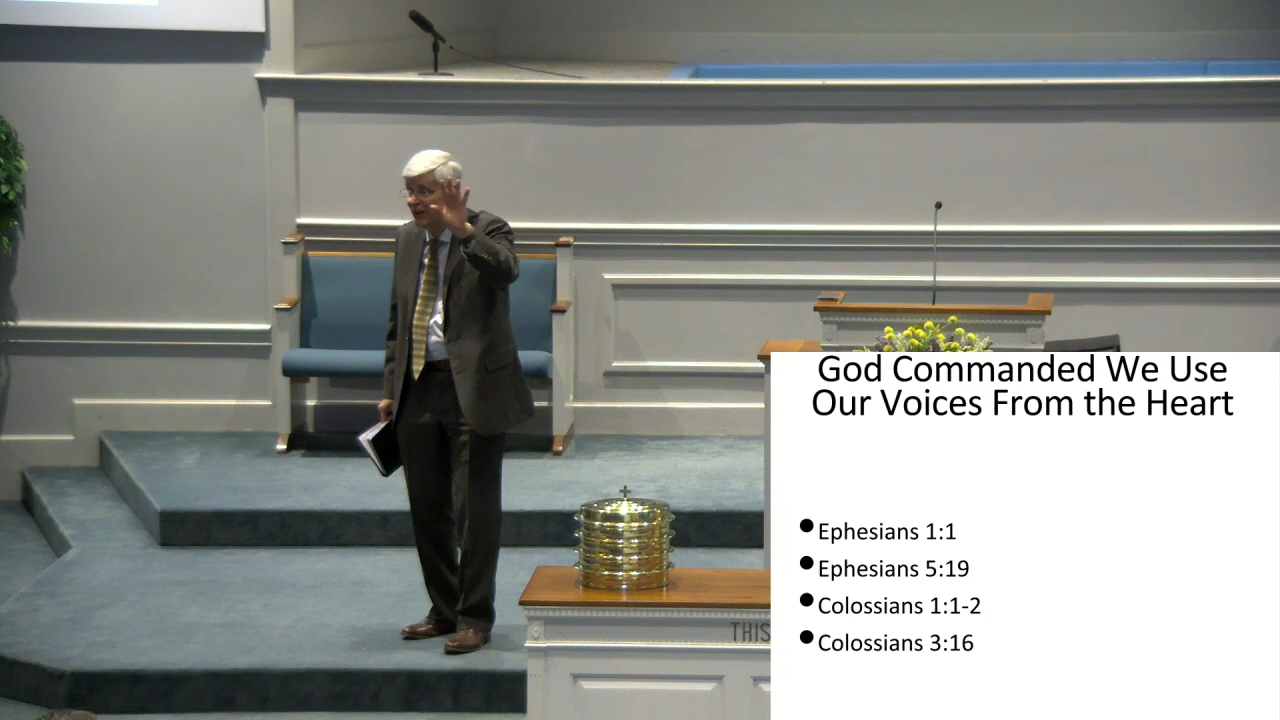 God Commanded We Use
Our Voices From the Heart
Ephesians 1:1
Ephesians 5:19
Colossians 1:1-2
Colossians 3:16
THIS